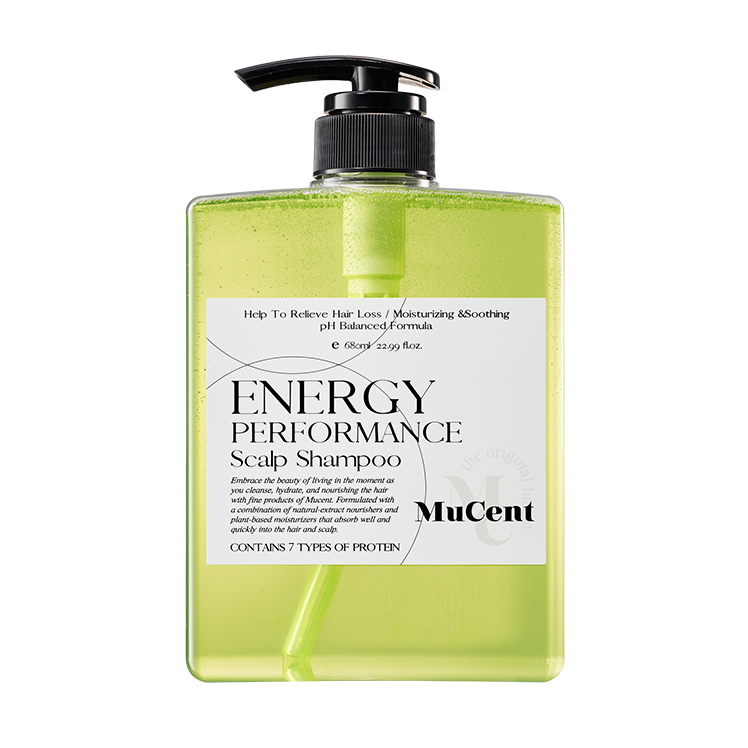 Help To Relieve Hair Loss / Moisturizing &Soothing
pH Balanced Formula
e 680ml 22.99 fl.oz.
ENERGY
PERFORMANCE
Scalp Shampoo
Embrace the beauty of living in the moment as
you cleanse, hydrate, and nourishing the hair
with fine products of Mucent. Formulated with
a combination of natural-extract nourishers and
plant-based moisturizers that absorb well and
quickly into the hair and scalp.
CONTAINS 7 TYPES OF PROTEIN
the original
M
MuCent